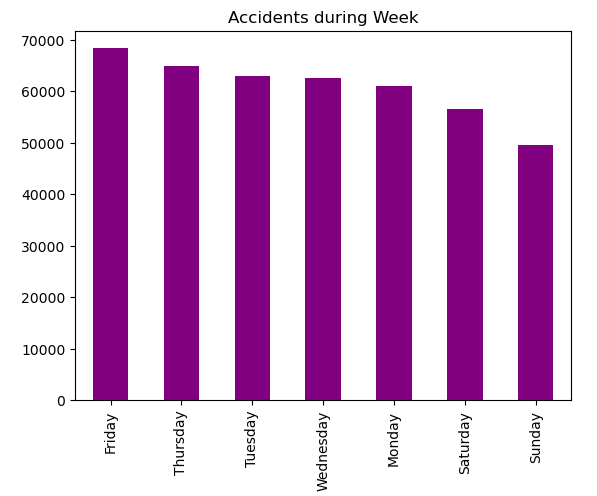 Accidents during Week
70000
60000
50000
40000
30000
20000
10000
0
Friday
Thursday
Tuesday
Wednesday
Monday
Saturday
Sunday